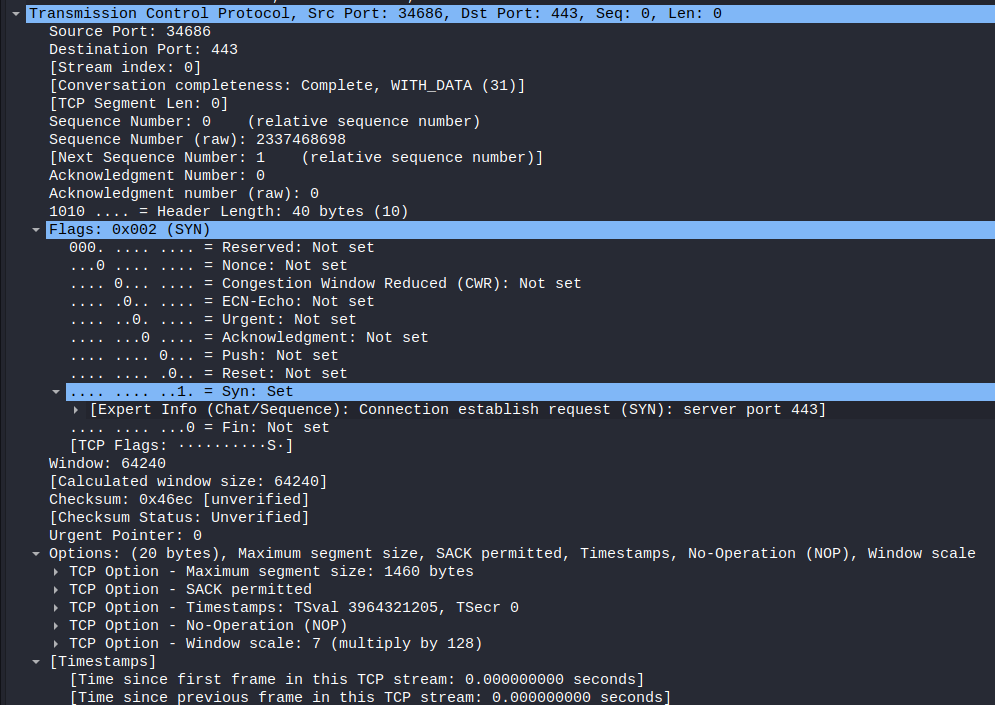 Transmission Control Protocol, Src Port: 34686, Dst Port: 443, Seq: 0, Len: 0
Source Port: 34686
Destination Port: 443
[Stream index: 0]
[Conversation completeness: Complete, WITH_DATA (31)]
[TCP Segment Len: 0]
Sequence Number: 0    (relative sequence number)
Sequence Number (raw): 2337468698
[Next Sequence Number: 1    (relative sequence number)]
Acknowledgment Number: 0
Acknowledgment number (raw): 0
1010 .... = Header Length: 40 bytes (10)
Flags: 0x002 (SYN)
000. .... .... = Reserved: Not set
...0 .... .... = Nonce: Not set
.... 0... .... = Congestion Window Reduced (CWR): Not set
.... .0.. .... = ECN-Echo: Not set
.... ..0. .... = Urgent: Not set
.... ...0 .... = Acknowledgment: Not set
.... .... 0... = Push: Not set
.... .... .0.. = Reset: Not set
.... .... ..1. = Syn: Set
[Expert Info (Chat/Sequence): Connection establish request (SYN): server port 443]
.... .... ...0 = Fin: Not set
[TCP Flags: ··········S·]
Window: 64240
[Calculated window size: 64240]
Checksum: 0x46ec [unverified]
[Checksum Status: Unverified]
Urgent Pointer: 0
Options: (20 bytes), Maximum segment size, SACK permitted, Timestamps, No-Operation (NOP), Window scale
TCP Option - Maximum segment size: 1460 bytes
TCP Option - SACK permitted
TCP Option - Timestamps: TSval 3964321205, TSecr 0
TCP Option - No-Operation (NOP)
TCP Option - Window scale: 7 (multiply by 128)
[Timestamps]
[Time since first frame in this TCP stream: 0.000000000 seconds]
[Time since previous frame in this TCP stream: 0.000000000 seconds]